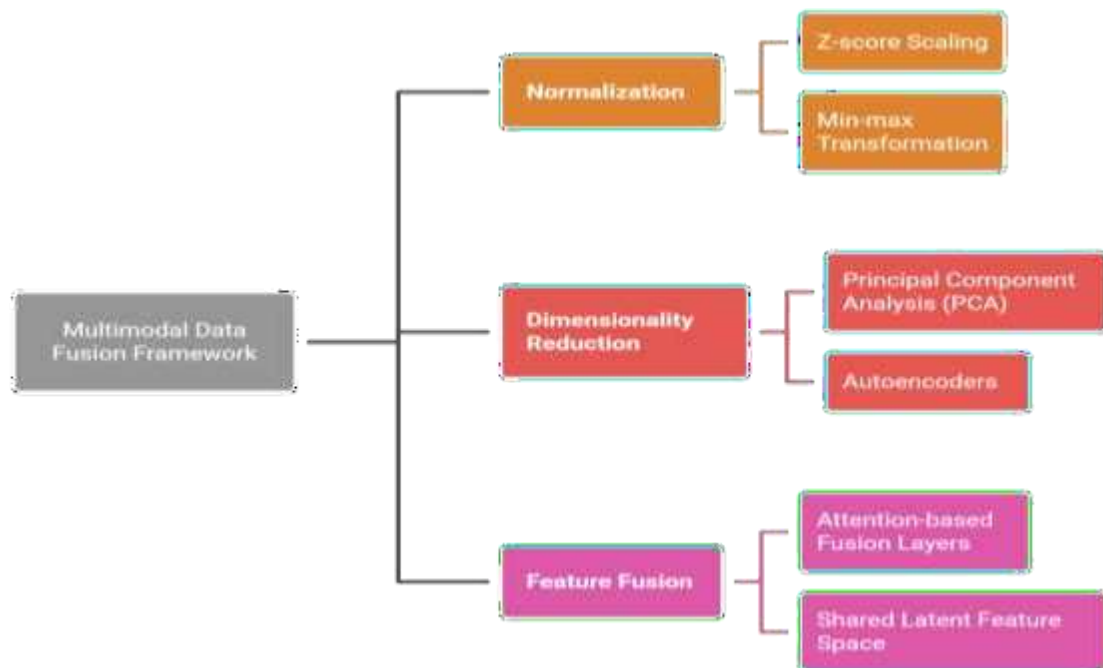 Multimodal Data
Fusion Framework
Normalization
Z-score Scaling
Min-max
Transformation
Dimensionality
Reduction
Principal Component
Analysis (PCA)
Autoencoders
Feature Fusion
Attention-based
Fusion Layers
Shared Latent Feature
Space